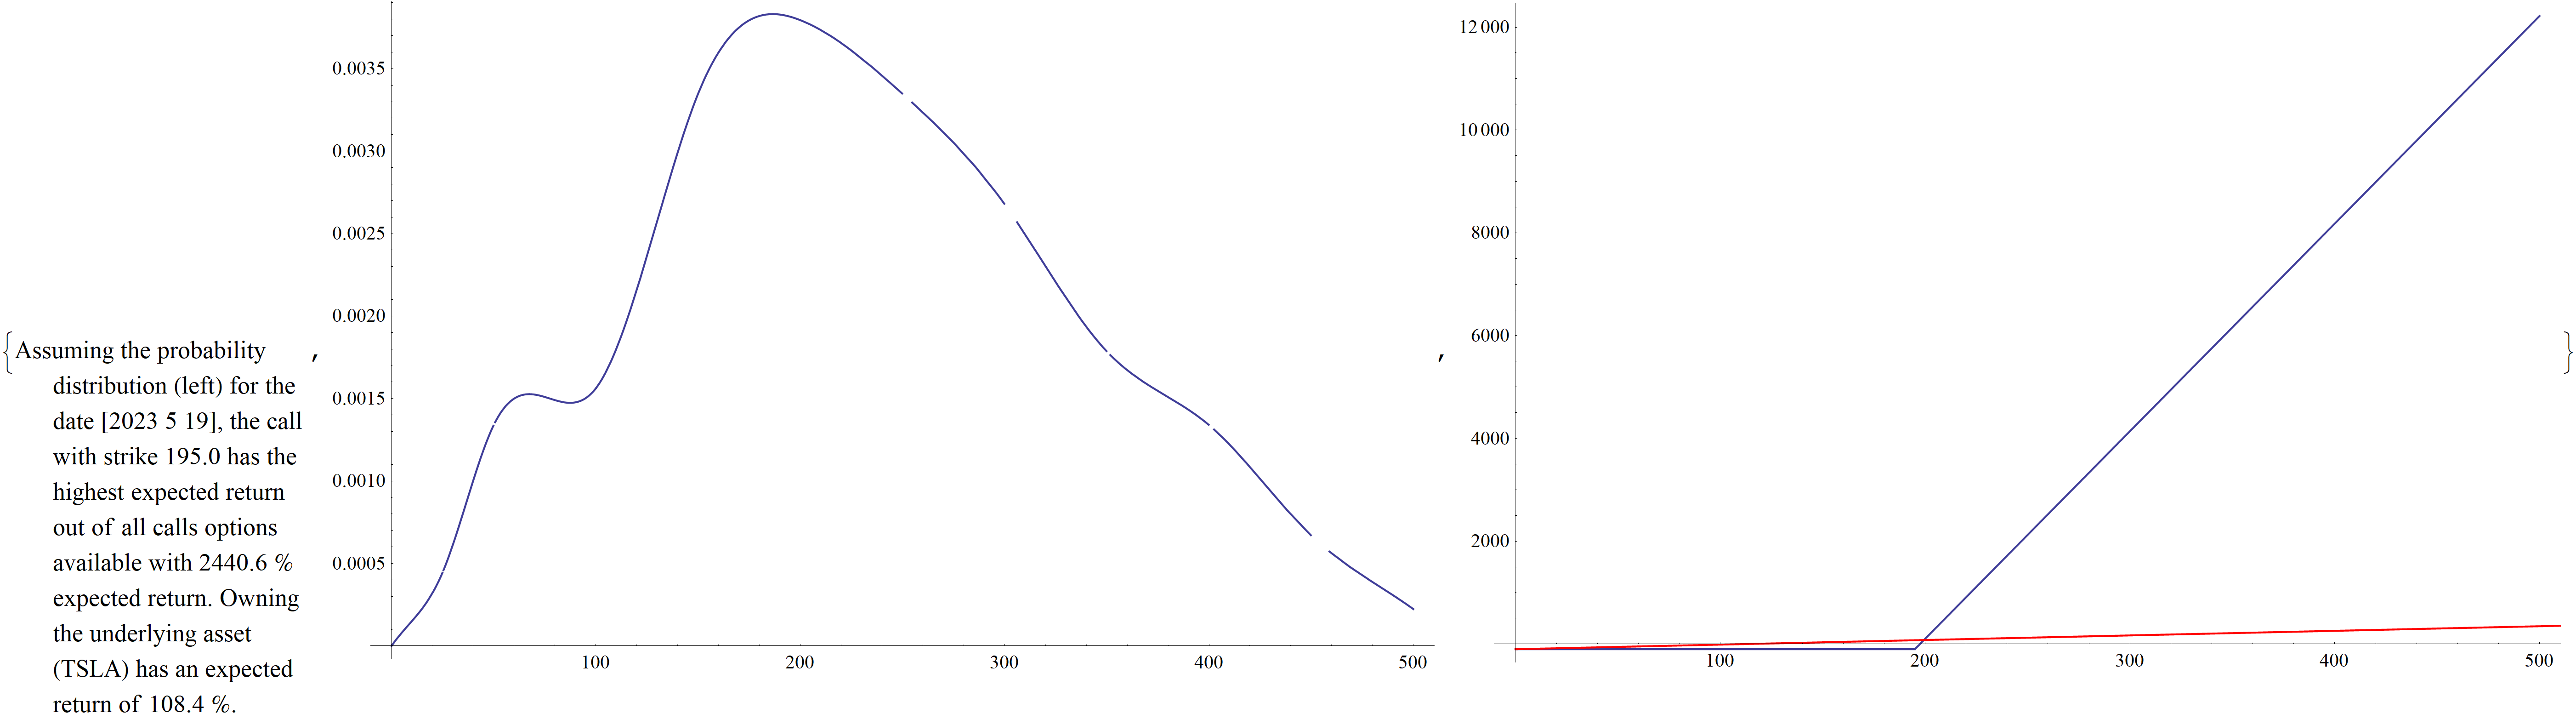 {Assuming the probability ,
distribution (left) for the
date [2023 5 19], the call
with strike 195.0 has the
highest expected return
out of all calls options
available with 2440.6 %
expected return. Owning
the underlying asset
(TSLA) has an expected
return of 108.4 %.
0.0035
0.0030
0.0025
0.0020
0.0015
0.0010
0.0005
100 200 300 400 500
,
12 000
10 000
8000
6000
4000
2000
100 200 300 400 500
}